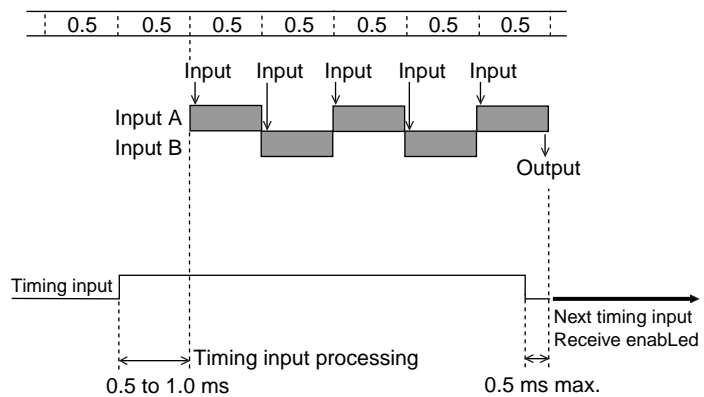 0.5 0.5 0.5 0.5 0.5 0.5 0.5
Input Input Input Input Input
Input A
Input B
Output
Timing input
Next timing input
Receive enabLed
Timing input processing
0.5 to 1.0 ms
0.5 ms max.